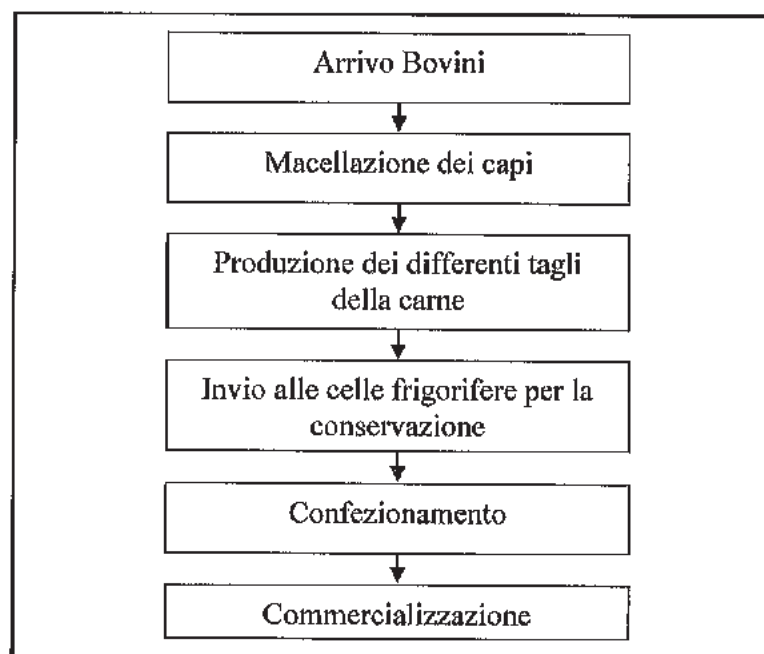 Arrivo Bovini
Macellazione dei capi
Produzione dei differenti tagli
della carne
Invio alle celle frigorifere per la
conservazione
Confezionamento
Commercializzazione